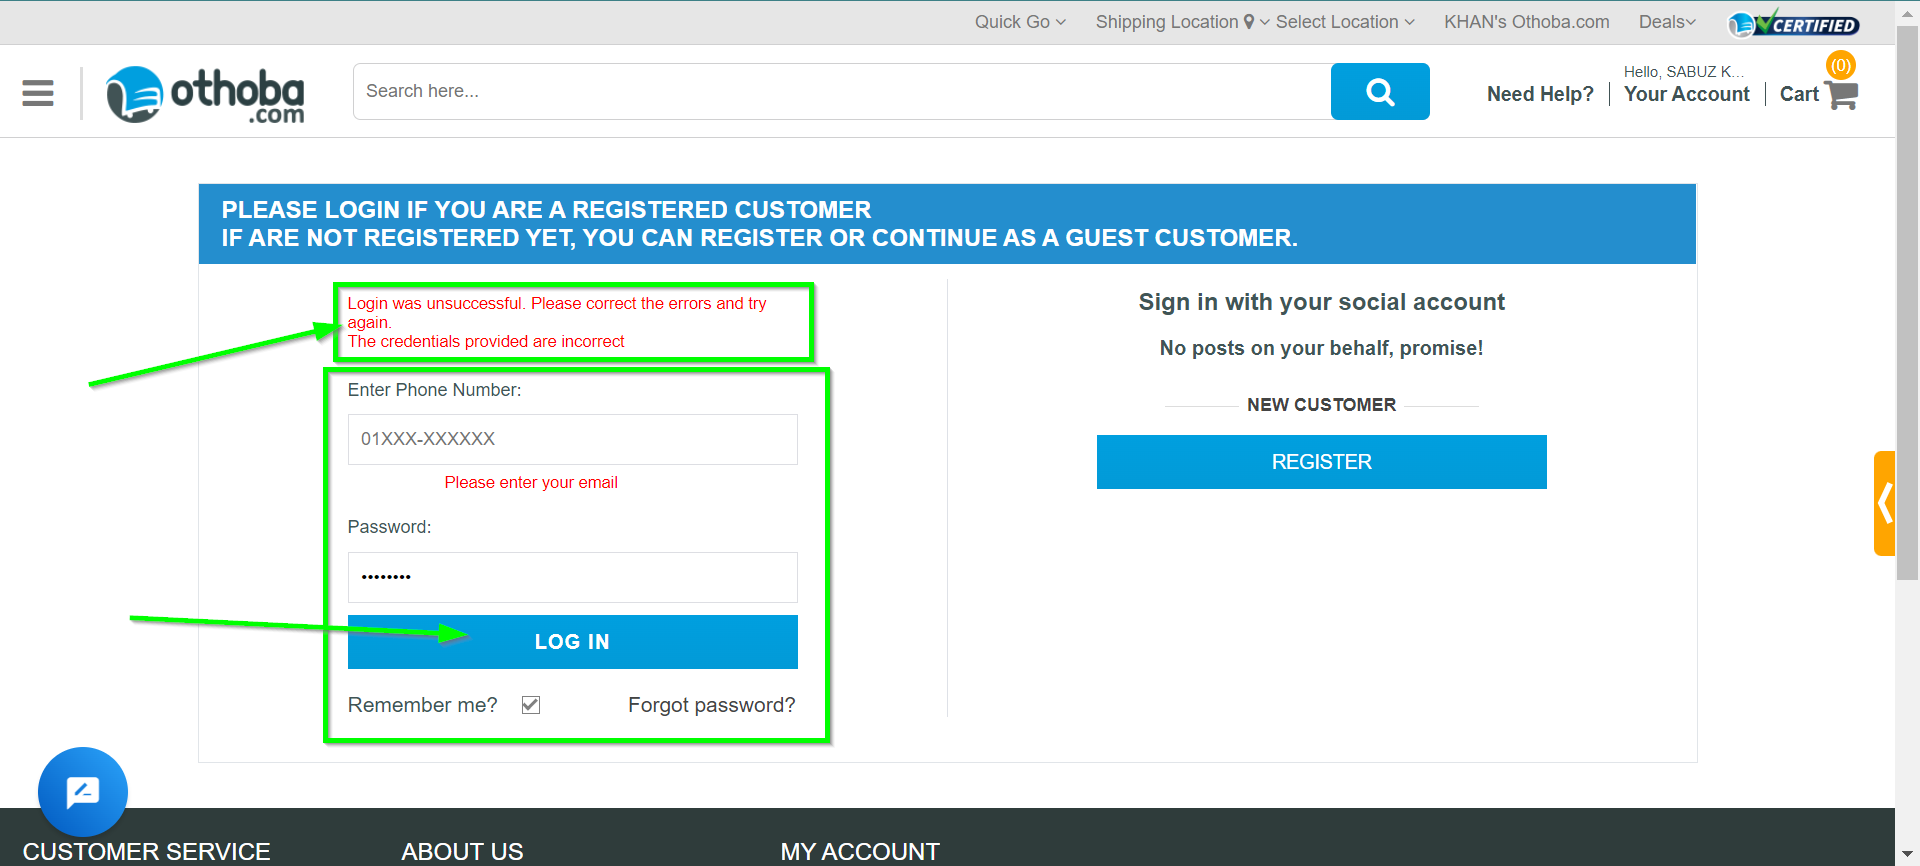 Quick Go Shipping Location Select Location KHAN's Othoba.com Deals CERTIFIED
othoba
.com
Search here...
Need Help?
Hello, SABUZ K...
Your Account
Cart
(0)
PLEASE LOGIN IF YOU ARE A REGISTERED CUSTOMER
IF ARE NOT REGISTERED YET, YOU CAN REGISTER OR CONTINUE AS A GUEST CUSTOMER.
Login was unsuccessful. Please correct the errors and try
again.
The credentials provided are incorrect
Enter Phone Number:
01XXX-XXXXXX
Please enter your email
Password:
••••••••
LOG IN
Remember me?
Forgot password?
Sign in with your social account
No posts on your behalf, promise!
NEW CUSTOMER
REGISTER
CUSTOMER SERVICE ABOUT US MY ACCOUNT